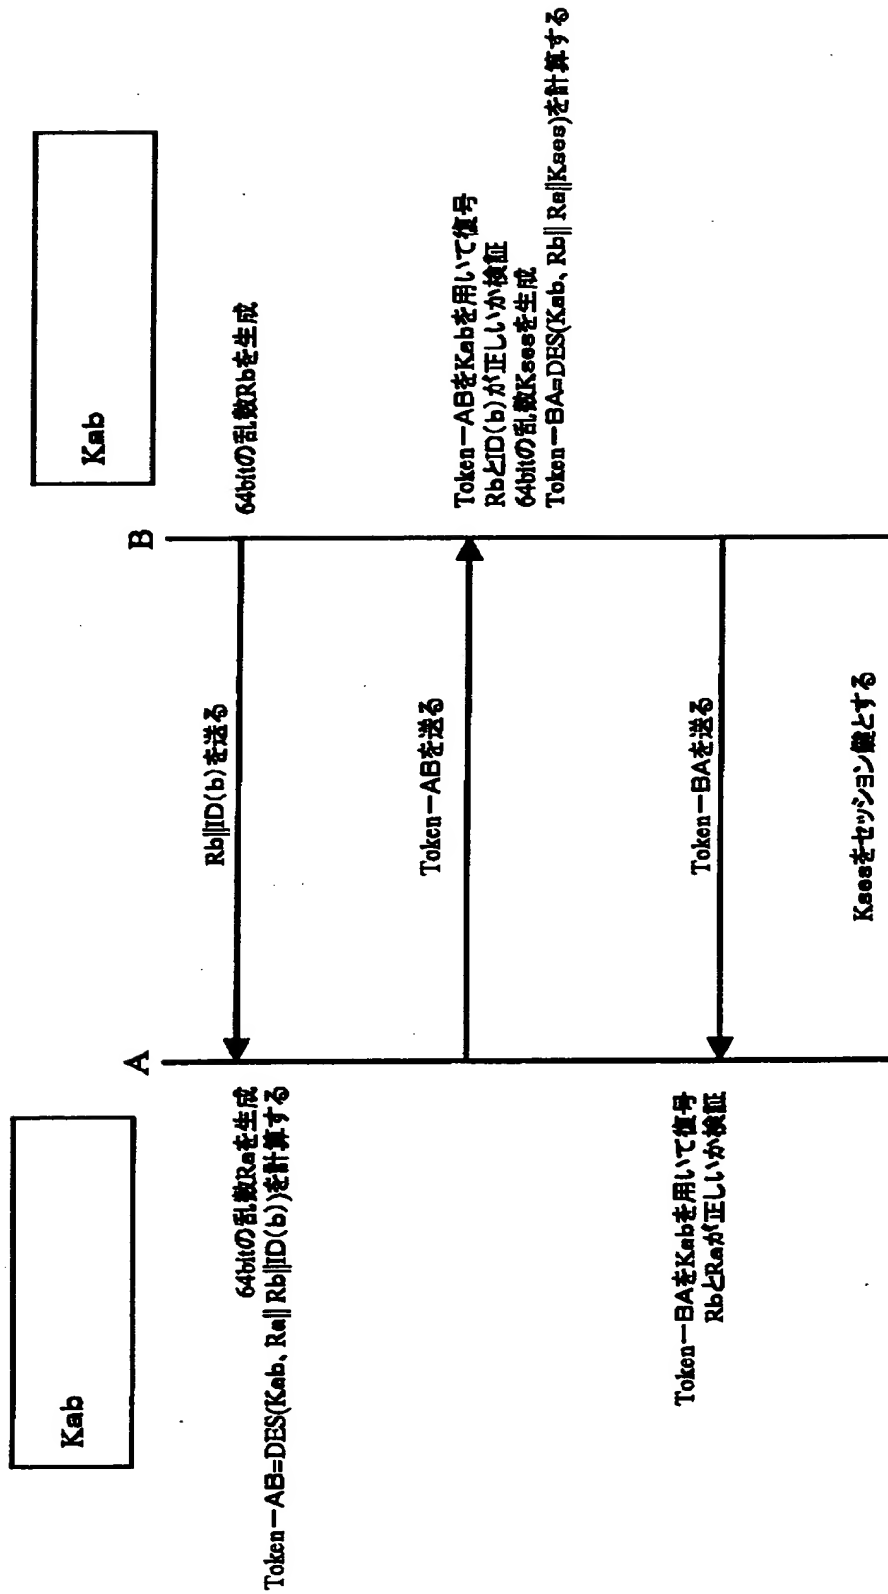 Kab
Kab
A
B
64bitの乱数Rbを生成
Rb||ID(b)を送る
64bitの乱数Raを生成
Token－AB=DES(Kab、Ra|| Rb||ID(b))を計算する
Token－ABを送る
Token－ABをKabを用いて復号
RbとID(b)が正しいか検証
64bitの乱数Ksesを生成
Token－BA=DES(Kab、Rb|| Ra||Kses)を計算する
Token－BAを送る
Token－BAをKabを用いて復号
RbとRaが正しいか検証
Ksesをセッション鍵とする